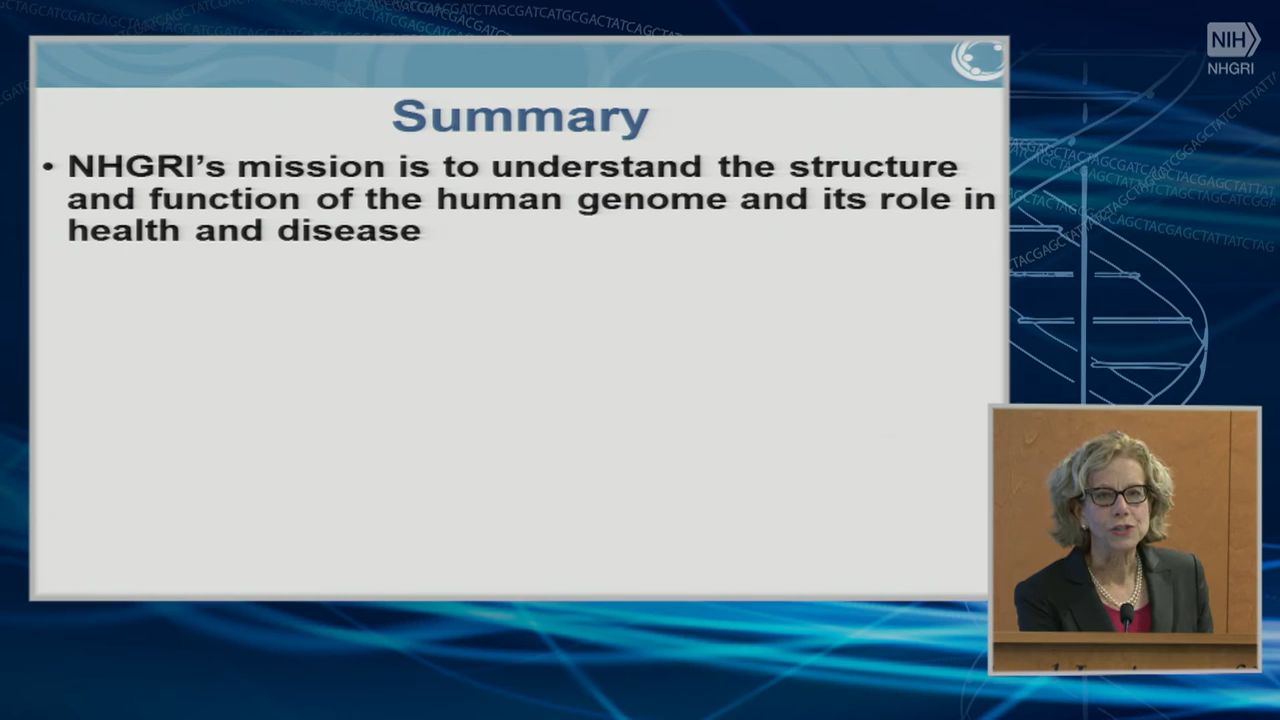 NIH
NHGRI
Summary
• NHGRI’s mission is to understand the structure
and function of the human genome and its role in
health and disease